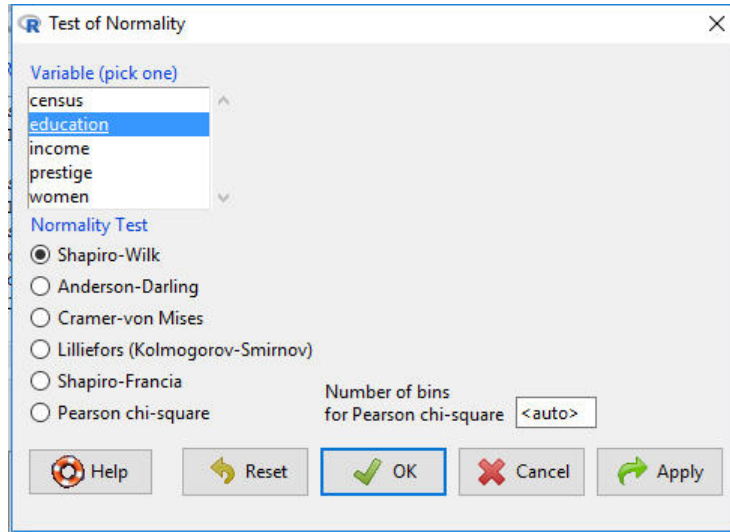 Test of Normality
Variable (pick one)
census
education
income
prestige
women
Normality Test
Shapiro-Wilk
Anderson-Darling
Cramer-von Mises
Lilliefors (Kolmogorov-Smirnov)
Shapiro-Francia
Pearson chi-square
Number of bins
for Pearson chi-square <auto>
Help Reset OK Cancel Apply